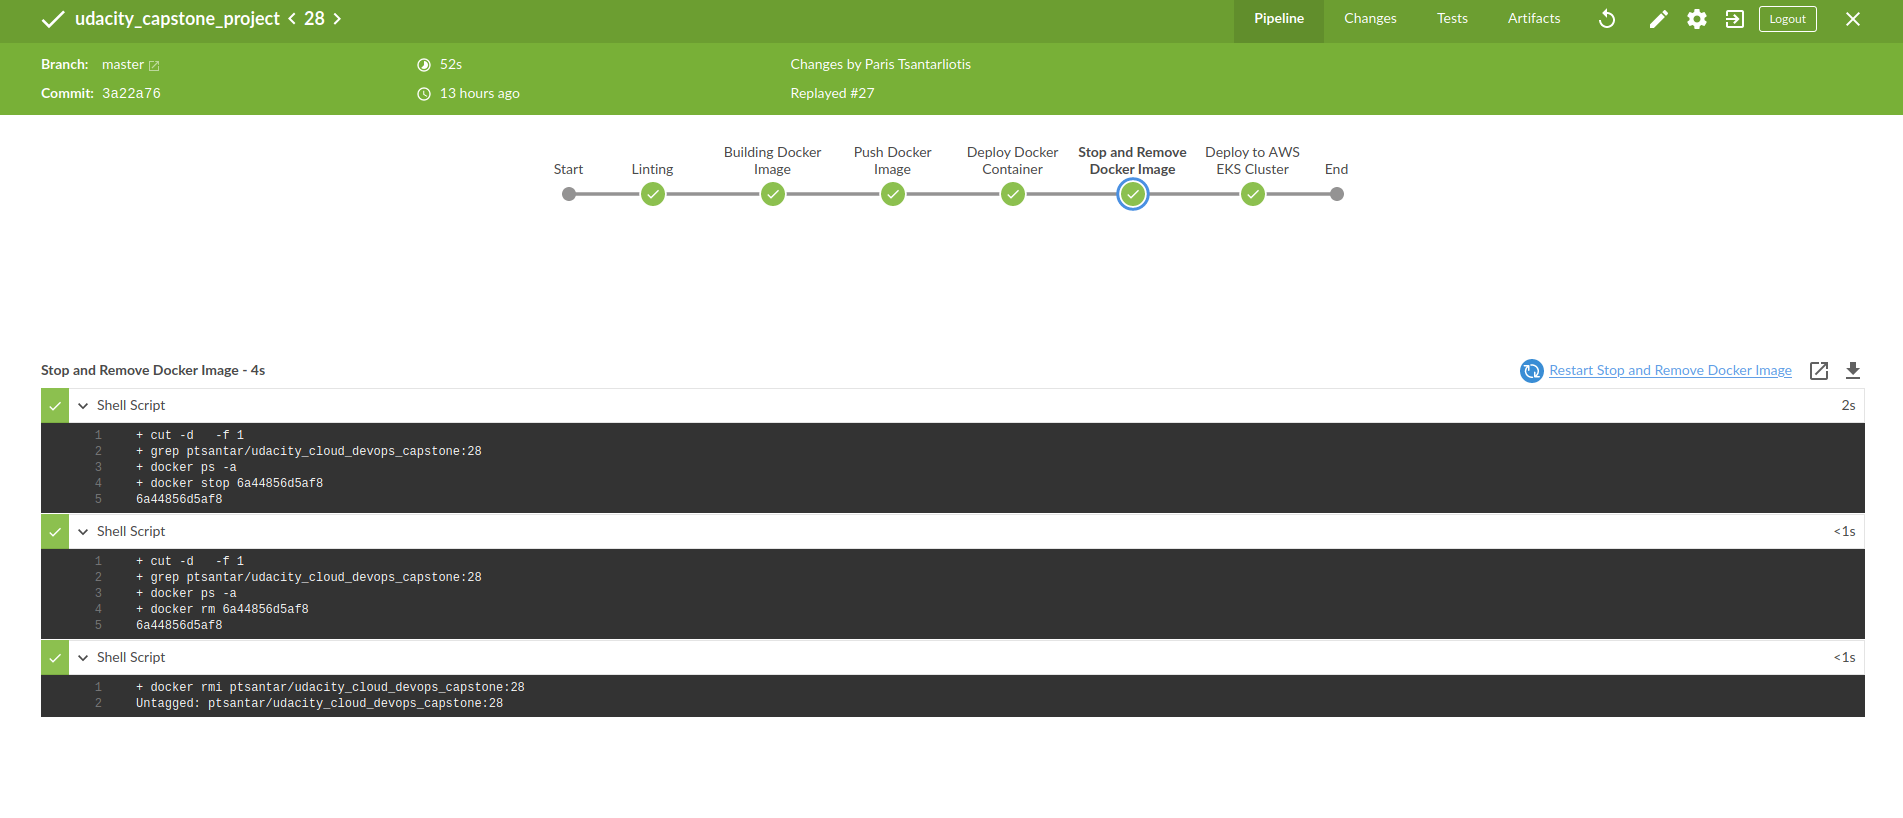 udacity_capstone_project < 28 >
Pipeline
Changes
Tests
Artifacts
Logout
Branch: master
52s
Changes by Paris Tsantarliotis
Commit: 3a22a76
13 hours ago
Replayed #27
Start
Linting
Building Docker
Image
Push Docker
Image
Deploy Docker
Container
Stop and Remove
Docker Image
Deploy to AWS
EKS Cluster
End
Stop and Remove Docker Image - 4s
Restart Stop and Remove Docker Image
Shell Script
2s
1 + cut -d   -f 1
2 + grep ptsantar/udacity_cloud_devops_capstone:28
3 + docker ps -a
4 + docker stop 6a44856d5af8
5 6a44856d5af8
Shell Script
<1s
1 + cut -d   -f 1
2 + grep ptsantar/udacity_cloud_devops_capstone:28
3 + docker ps -a
4 + docker rm 6a44856d5af8
5 6a44856d5af8
Shell Script
<1s
1 + docker rmi ptsantar/udacity_cloud_devops_capstone:28
2 Untagged: ptsantar/udacity_cloud_devops_capstone:28